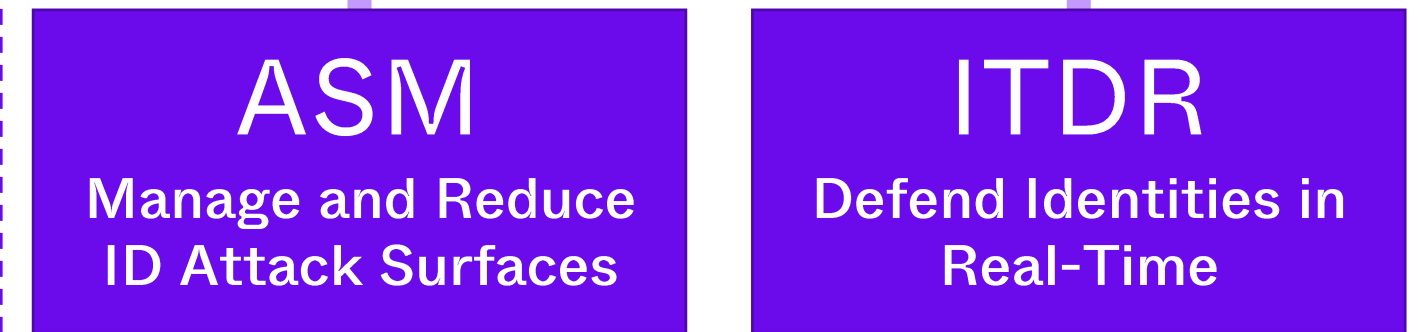 ASM
Manage and Reduce
ID Attack Surfaces
ITDR
Defend Identities in
Real-Time